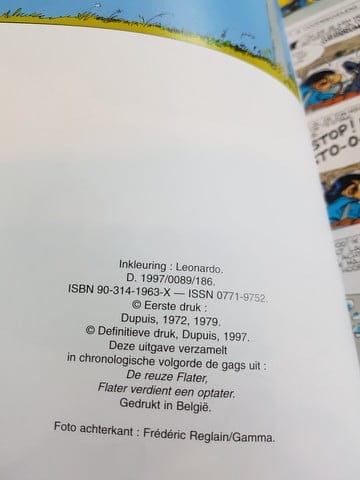 Inkleuring : Leonardo.
D. 1997/0089/186.
ISBN 90-314-1963-X — ISSN 0771-9752.
© Eerste druk :
Dupuis, 1972, 1979.
© Definitieve druk, Dupuis, 1997.
Deze uitgave verzamelt
in chronologische volgorde de gags uit :
De reuze Flater,
Flater verdient een optater.
Gedrukt in België.
Foto achterkant : Frédéric Reglain/Gamma.